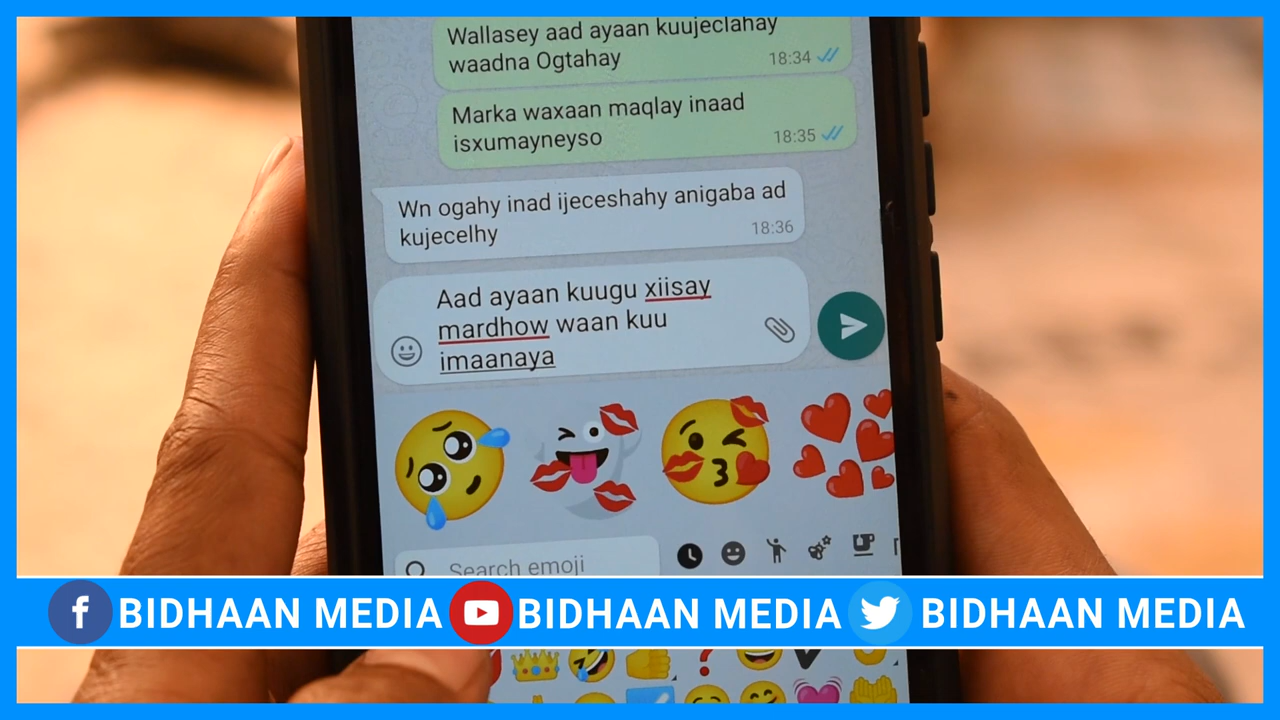 Wallasey aad ayaan kuujeclahay
waadna Ogtahay
18:34
Marka waxaan maqlay inaad
isxumayneyso
18:35
Wn ogahy inad ijeceshahy anigaba ad
kujecelhy
18:36
Aad ayaan kuugu xiisay
mardhow waan kuu
imaanaya
Search emoji
BIDHAAN MEDIA BIDHAAN MEDIA BIDHAAN MEDIA